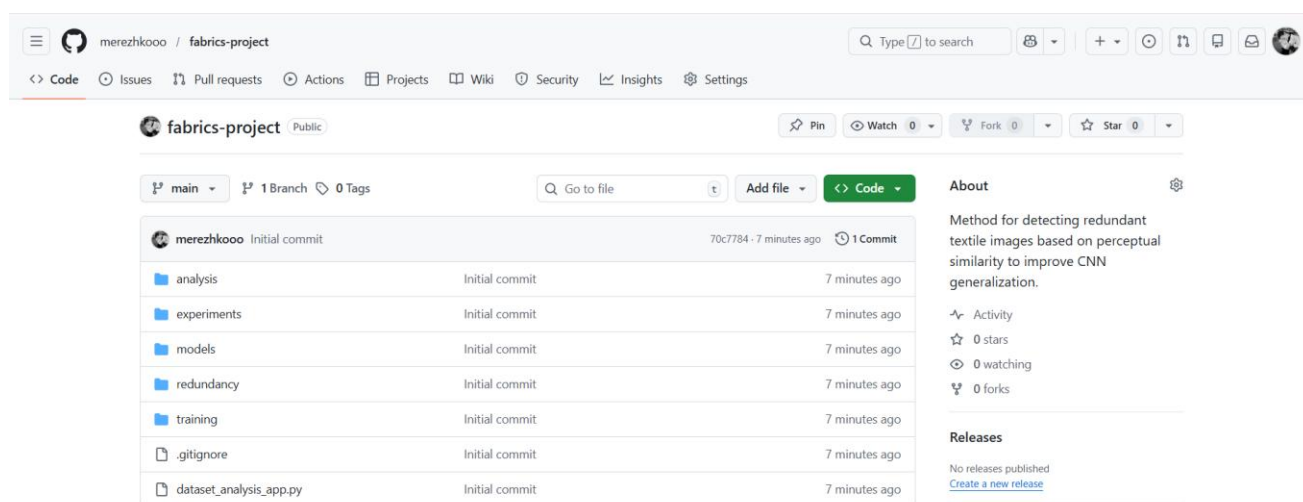 merezhkooo / fabrics-project
Type / to search
Code Issues Pull requests Actions Projects Wiki Security Insights Settings
fabrics-project Public
Pin Watch 0 Fork 0 Star 0
main 1 Branch 0 Tags Go to file t Add file <> Code
merezhkooo Initial commit 70c7784 · 7 minutes ago 1 Commit
analysis Initial commit 7 minutes ago
experiments Initial commit 7 minutes ago
models Initial commit 7 minutes ago
redundancy Initial commit 7 minutes ago
training Initial commit 7 minutes ago
.gitignore Initial commit 7 minutes ago
dataset_analysis_app.py Initial commit 7 minutes ago
About
Method for detecting redundant
textile images based on perceptual
similarity to improve CNN
generalization.
Activity
0 stars
0 watching
0 forks
Releases
No releases published
Create a new release